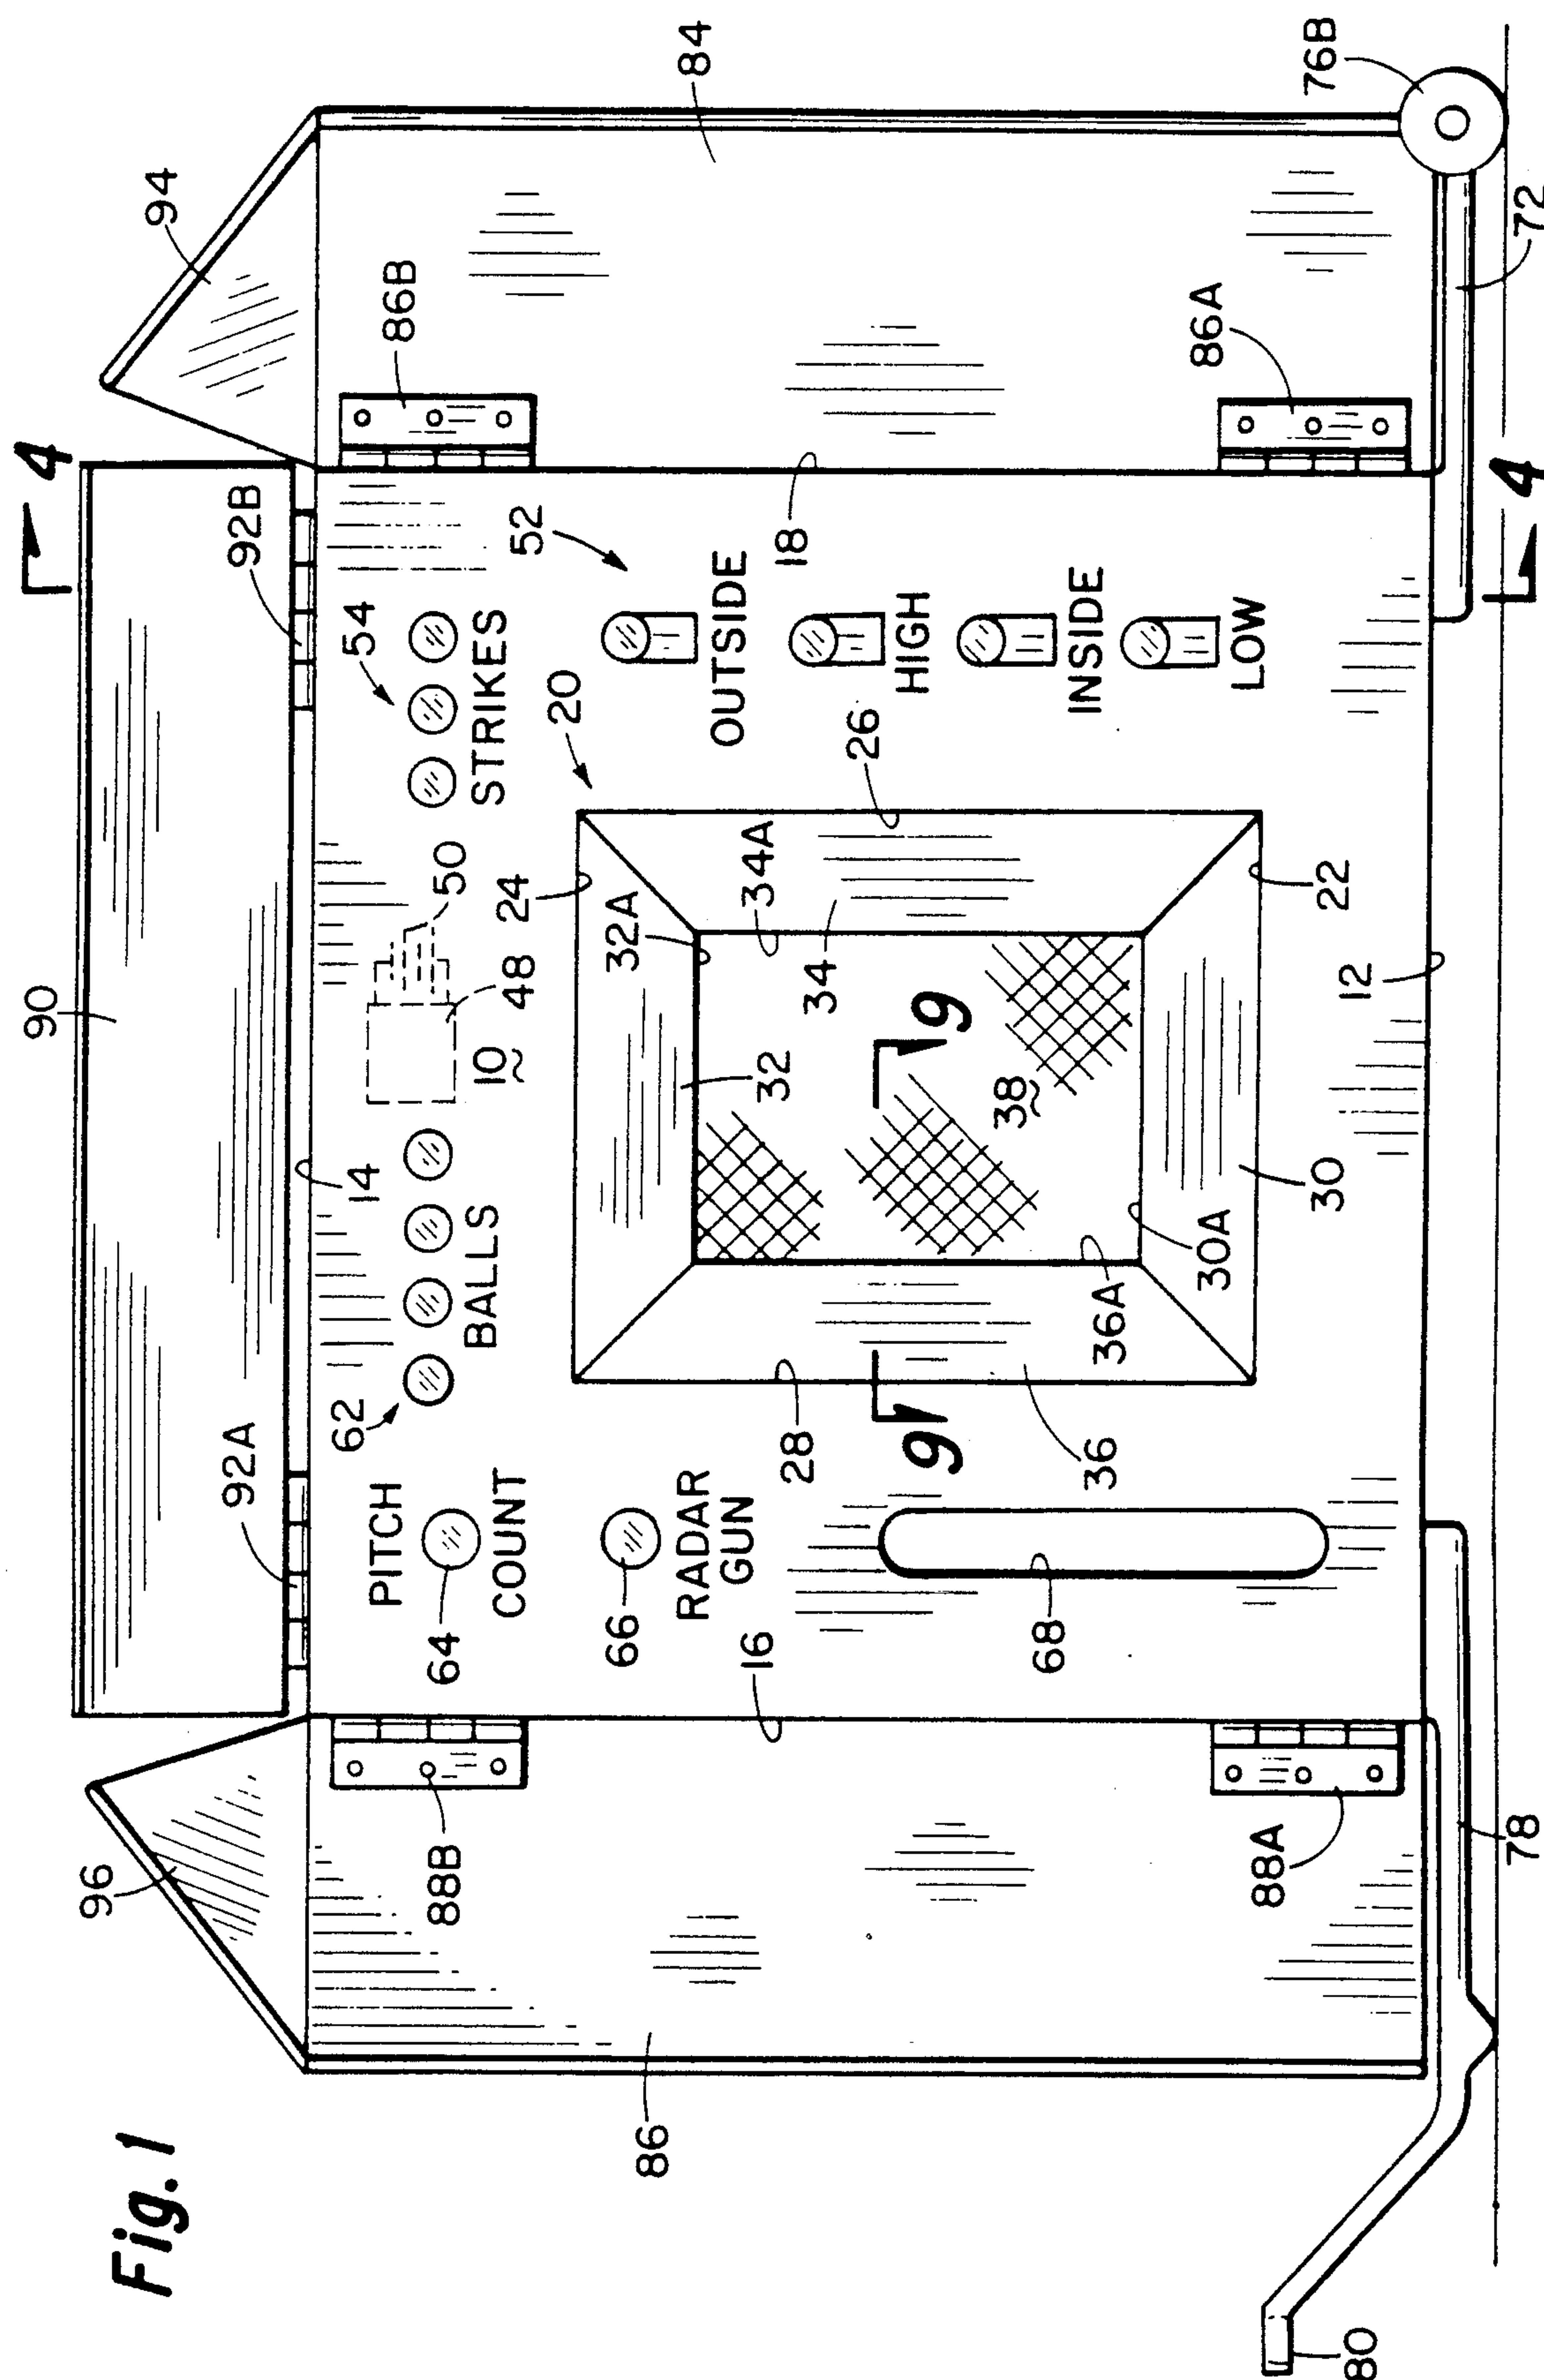 Fig. 1
96
90
94
4
92A
92B
86B
84
14
PITCH
COUNT
64
62
BALLS
50
48
10
54
STRIKES
88B
52
24
20
66
RADAR
GUN
32A
32
34A
34
26
OUTSIDE
HIGH
INSIDE
LOW
18
16
28
9
9
38
36A
36
30A
30
22
12
68
86
88A
86A
76B
72
78
80
4